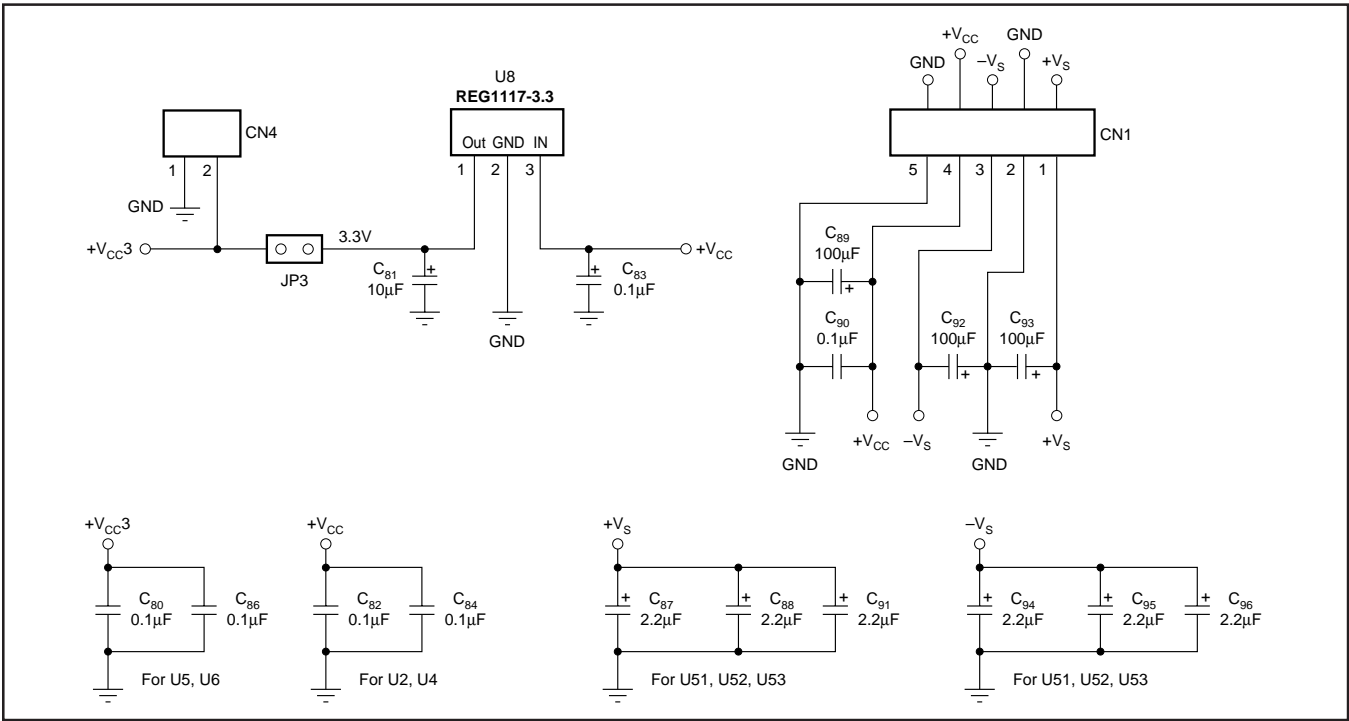 CN4
1 2
GND
+VCC3
JP3
3.3V
U8
REG1117-3.3
Out GND IN
1 2 3
C81
10μF
GND
C83
0.1μF
+VCC
GND
+VCC
–VS
GND
+VS
CN1
5 4 3 2 1
C89
100μF
+
C90
0.1μF
C92
100μF
+
C93
100μF
+
GND
+VCC
–VS
GND
+VS
+VCC3
C80
0.1μF
C86
0.1μF
For U5, U6
+VCC
C82
0.1μF
C84
0.1μF
For U2, U4
+VS
+ C87
2.2μF
+ C88
2.2μF
+ C91
2.2μF
For U51, U52, U53
–VS
+ C94
2.2μF
+ C95
2.2μF
+ C96
2.2μF
For U51, U52, U53